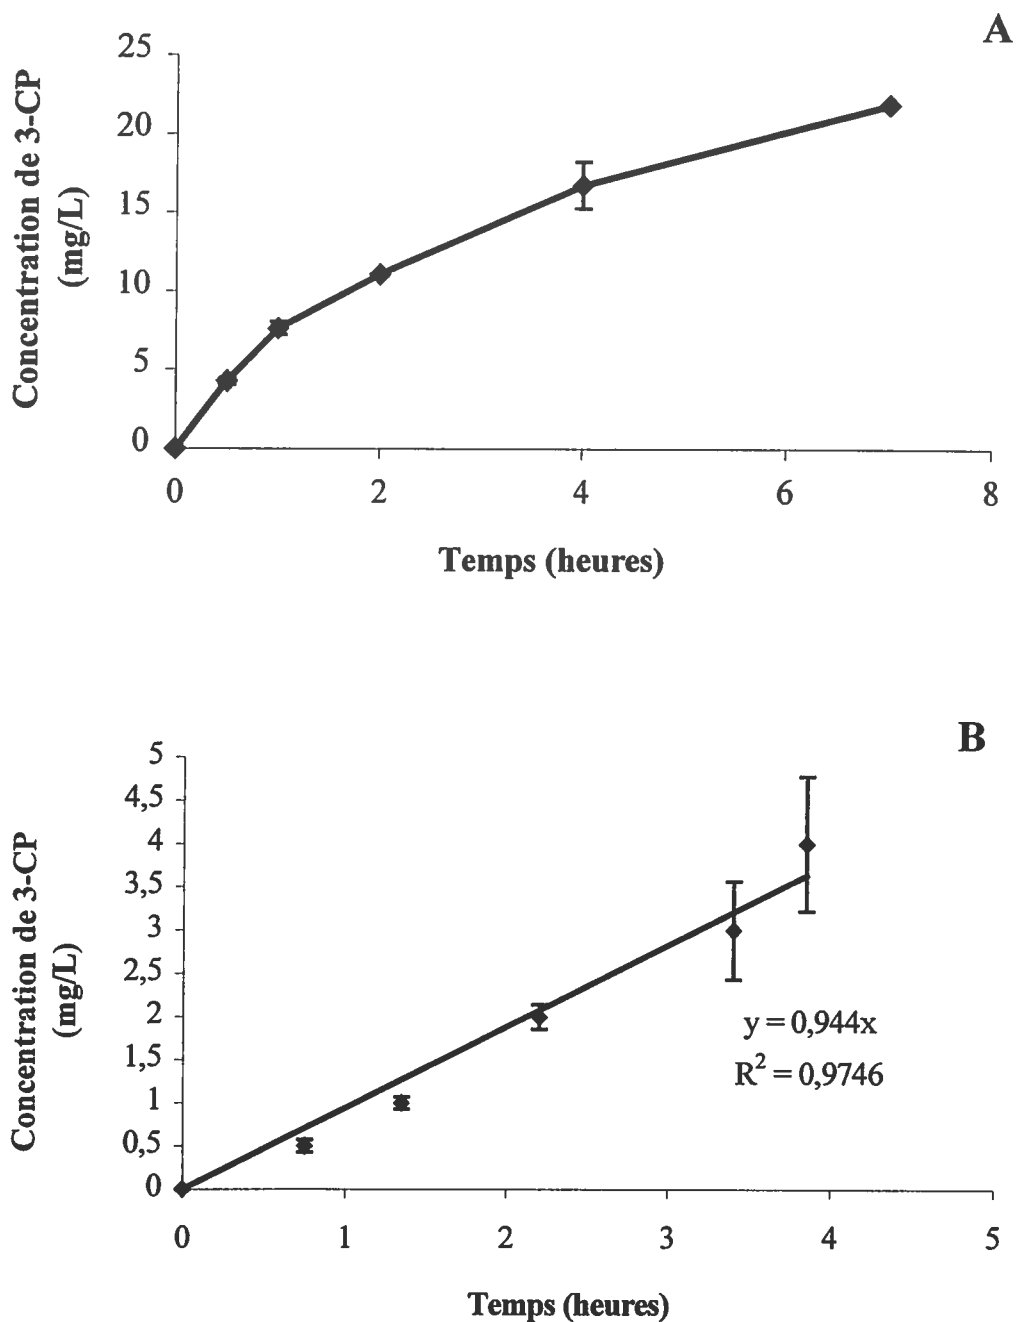 A
Concentration de 3-CP
(mg/L)
25
20
15
10
5
0
0 2 4 6 8
Temps (heures)
B
Concentration de 3-CP
(mg/L)
5
4,5
4
3,5
3
2,5
2
1,5
1
0,5
0
y = 0,944x
R² = 0,9746
0 1 2 3 4 5
Temps (heures)